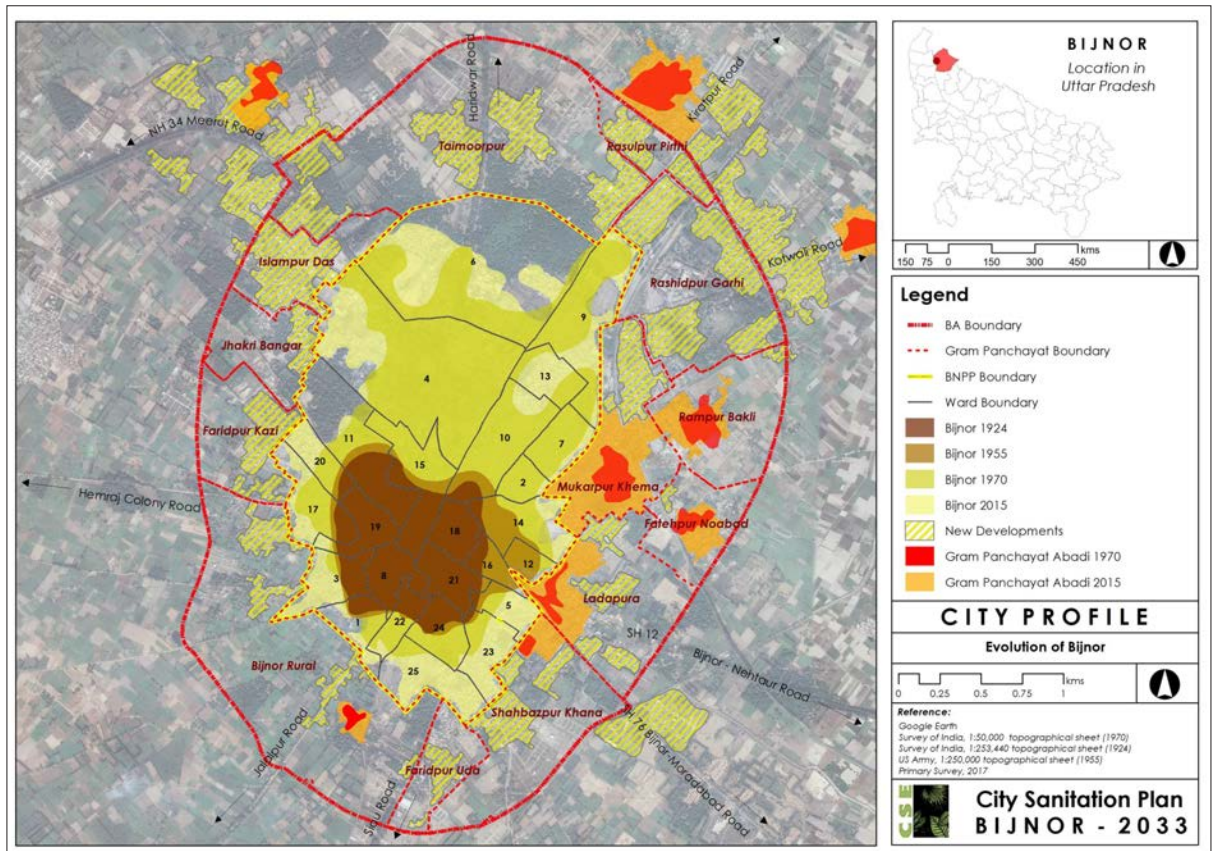 NH 34 Meerut Road
Haridwar Road
Kiratpur Road
Taimoorpur
Rasulpur Pirthi
Kotwali Road
Islampur Das
Rashidpur Garhi
Jhakri Bangar
Rampur Bakli
Faridpur Kazi
Mukarpur Khema
Hemraj Colony Road
Fatehpur Noabad
Ladapura
SH 12
Bijnor - Nehtaur Road
Bijnor Rural
Shahbazpur Khana
SH 76 Bijnor-Moradabad Road
Jalalpur Road
Faridpur Uda
Sigu Road
6
9
4
13
10
7
11
15
2
20
17
14
19
18
16
12
3
8
21
5
1
22
24
23
25
BIJNOR
Location in
Uttar Pradesh
kms
150 75 0 150 300 450
Legend
BA Boundary
Gram Panchayat Boundary
BNPP Boundary
Ward Boundary
Bijnor 1924
Bijnor 1955
Bijnor 1970
Bijnor 2015
New Developments
Gram Panchayat Abadi 1970
Gram Panchayat Abadi 2015
CITY PROFILE
Evolution of Bijnor
kms
0 0.25 0.5 0.75 1
Reference:
Google Earth
Survey of India, 1:50,000 topographical sheet (1970)
Survey of India, 1:253,440 topographical sheet (1924)
US Army, 1:250,000 topographical sheet (1955)
Primary Survey, 2017
CSE
City Sanitation Plan
BIJNOR - 2033